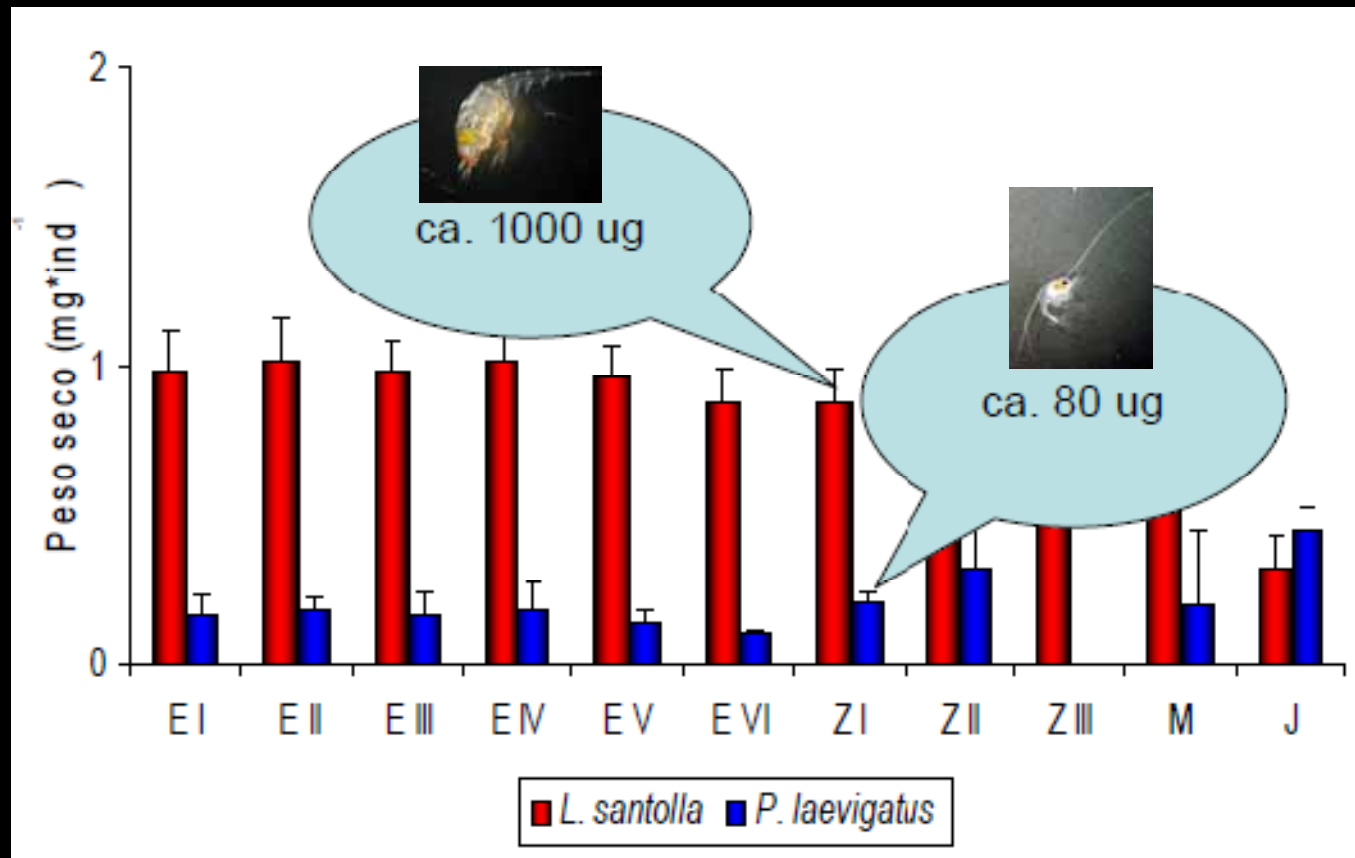 2
1
0
Peso seco (mg*ind⁻¹)
ca. 1000 ug
ca. 80 ug
E I E II E III E IV E V E VI Z I Z II Z III M J
L. santolla P. laevigatus